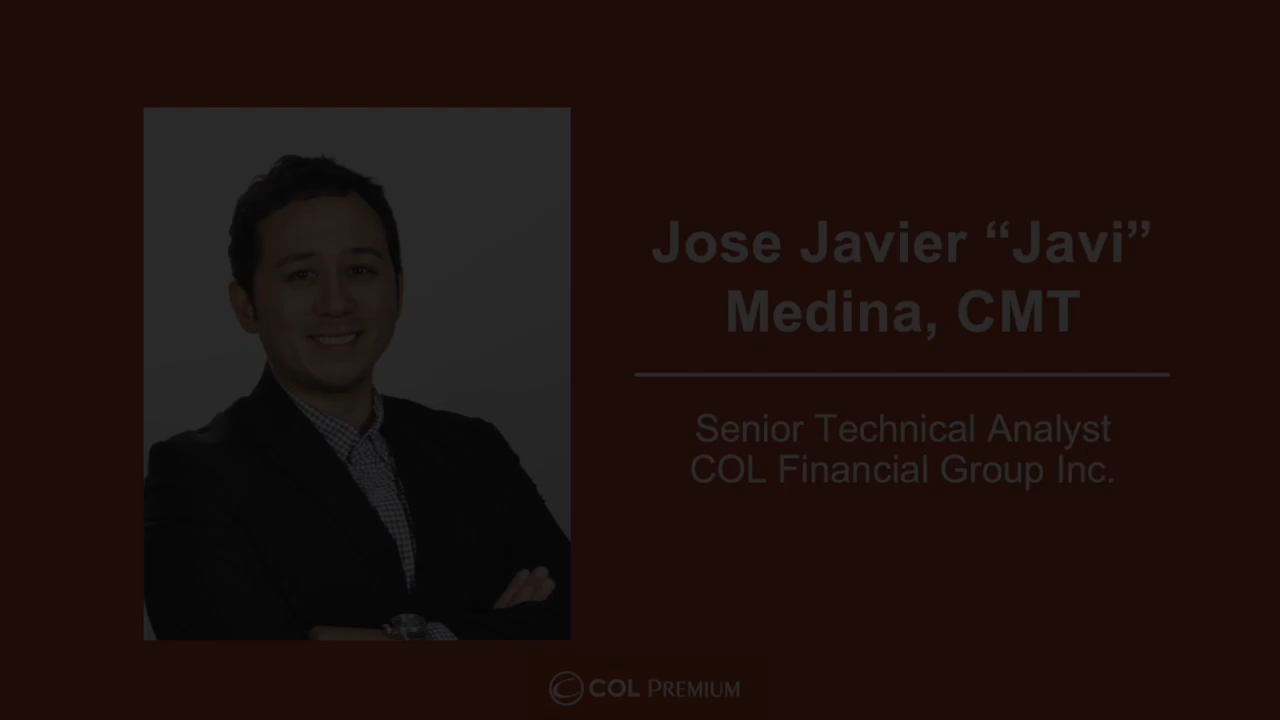 Jose Javier “Javi”
Medina, CMT
Senior Technical Analyst
COL Financial Group Inc.
COL PREMIUM